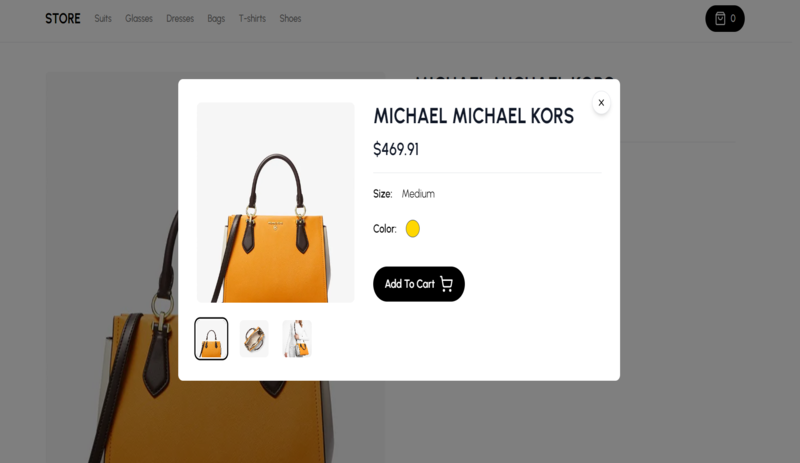 STORE Suits Glasses Dresses Bags T-shirts Shoes 0
MICHAEL MICHAEL KORS
X
MICHAEL MICHAEL KORS
$469.91
Size: Medium
Color:
Add To Cart